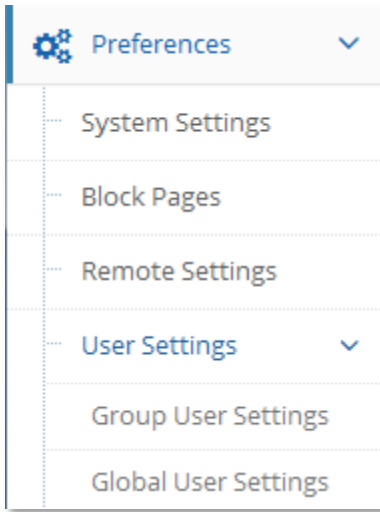 Preferences
System Settings
Block Pages
Remote Settings
User Settings
Group User Settings
Global User Settings